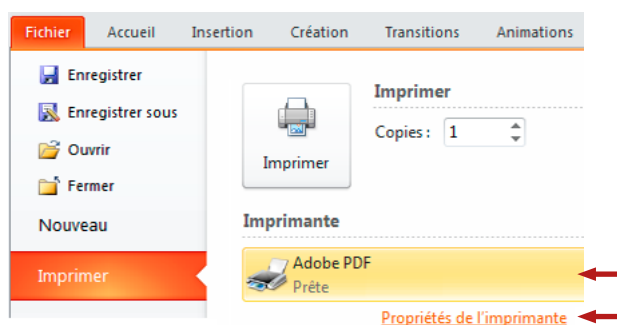 Fichier Accueil Insertion Création Transitions Animations
Enregistrer
Enregistrer sous
Ouvrir
Fermer
Nouveau
Imprimer
Imprimer
Imprimer
Copies : 1
Imprimante
Adobe PDF
Prête
Propriétés de l'imprimante